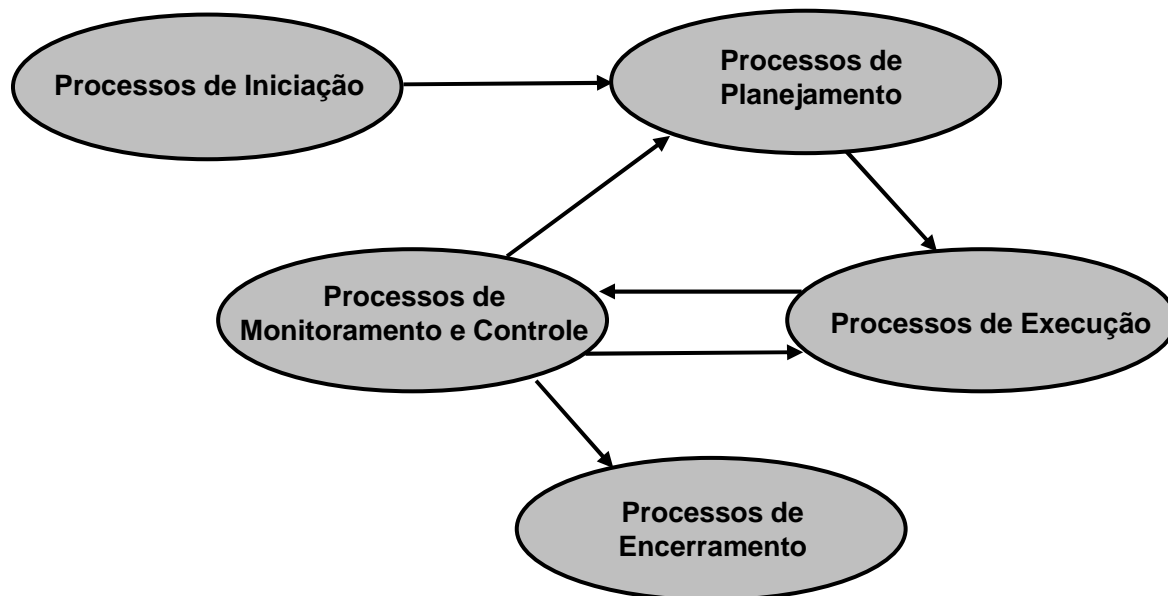 Processos de Iniciação
Processos de
Planejamento
Processos de
Monitoramento e Controle
Processos de Execução
Processos de
Encerramento